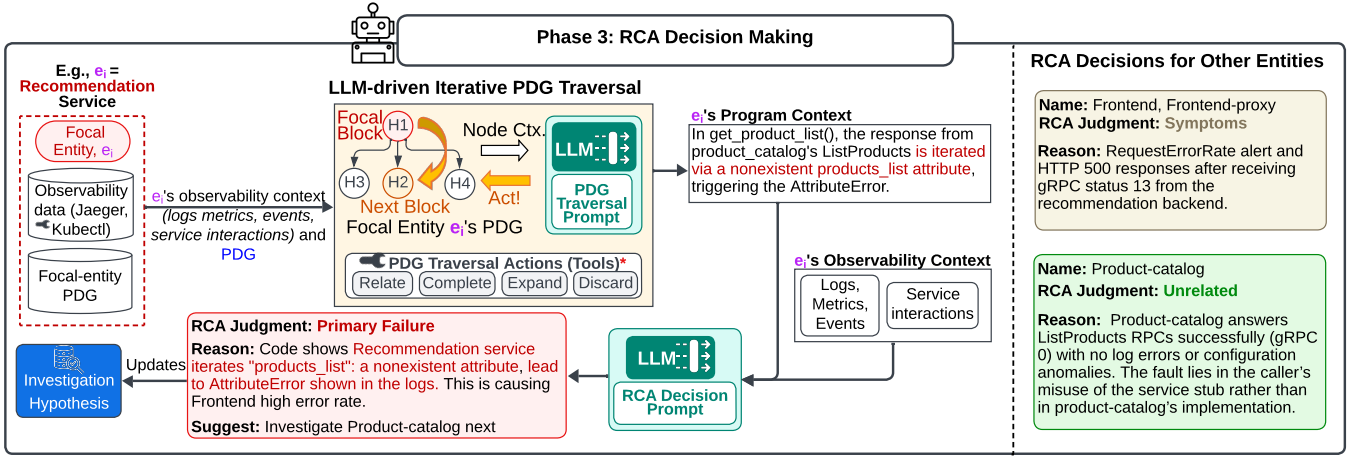 Phase 3: RCA Decision Making
E.g., ei =
Recommendation
Service
Focal
Entity, ei
Observability
data (Jaeger,
Kubectl)
Focal-entity
PDG
ei's observability context
(logs metrics, events,
service interactions) and
PDG
LLM-driven Iterative PDG Traversal
Focal
Block
H1
H3
H2
H4
Next Block
Node Ctx.
Act!
LLM
PDG
Traversal
Prompt
Focal Entity ei's PDG
PDG Traversal Actions (Tools)*
Relate
Complete
Expand
Discard
ei's Program Context
In get_product_list(), the response from
product_catalog's ListProducts is iterated
via a nonexistent products_list attribute,
triggering the AttributeError.
ei's Observability Context
Logs,
Metrics,
Events
Service
interactions
LLM
RCA Decision
Prompt
RCA Judgment: Primary Failure
Reason: Code shows Recommendation service
iterates "products_list": a nonexistent attribute, lead
to AttributeError shown in the logs. This is causing
Frontend high error rate.
Suggest: Investigate Product-catalog next
Updates
Investigation
Hypothesis
RCA Decisions for Other Entities
Name: Frontend, Frontend-proxy
RCA Judgment: Symptoms
Reason: RequestErrorRate alert and
HTTP 500 responses after receiving
gRPC status 13 from the
recommendation backend.
Name: Product-catalog
RCA Judgment: Unrelated
Reason: Product-catalog answers
ListProducts RPCs successfully (gRPC
0) with no log errors or configuration
anomalies. The fault lies in the caller's
misuse of the service stub rather than
in product-catalog's implementation.